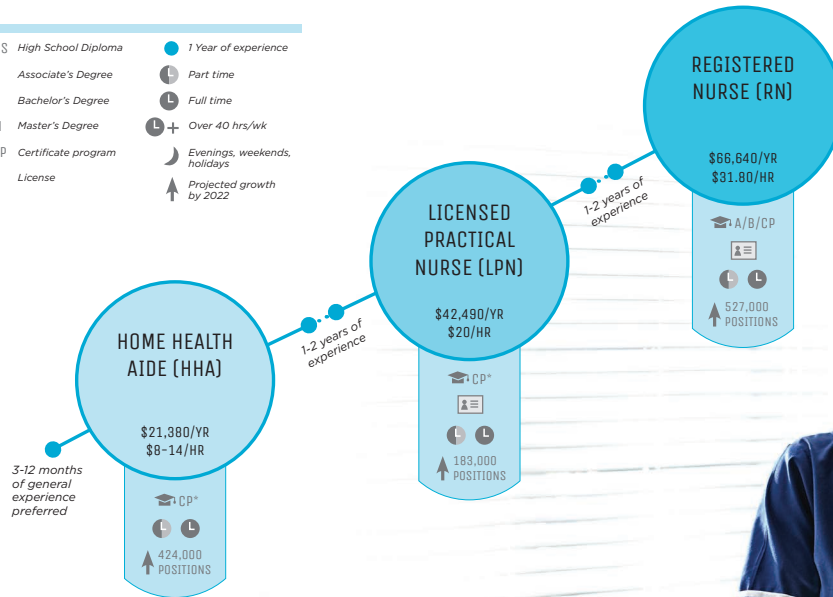 S High School Diploma
Associate's Degree
Bachelor's Degree
Master's Degree
P Certificate program
License
1 Year of experience
Part time
Full time
+ Over 40 hrs/wk
Evenings, weekends,
holidays
Projected growth
by 2022
3-12 months
of general
experience
preferred
HOME HEALTH
AIDE (HHA)
$21,380/YR
$8-14/HR
CP*
424,000
POSITIONS
1-2 years of
experience
LICENSED
PRACTICAL
NURSE (LPN)
$42,490/YR
$20/HR
CP*
183,000
POSITIONS
1-2 years of
experience
REGISTERED
NURSE (RN)
$66,640/YR
$31.80/HR
A/B/CP
527,000
POSITIONS